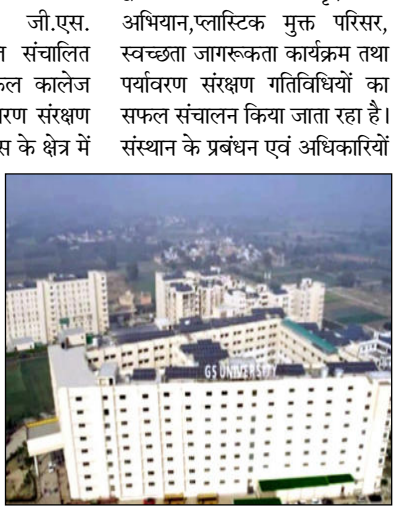 जी.एस.
संचालित
कालेज
संरक्षण
के क्षेत्र में
अभियान,प्लास्टिक मुक्त परिसर,
स्वच्छता जागरूकता कार्यक्रम तथा
पर्यावरण संरक्षण गतिविधियों का
सफल संचालन किया जाता रहा है।
संस्थान के प्रबंधन एवं अधिकारियों
GS UNIVERSITY